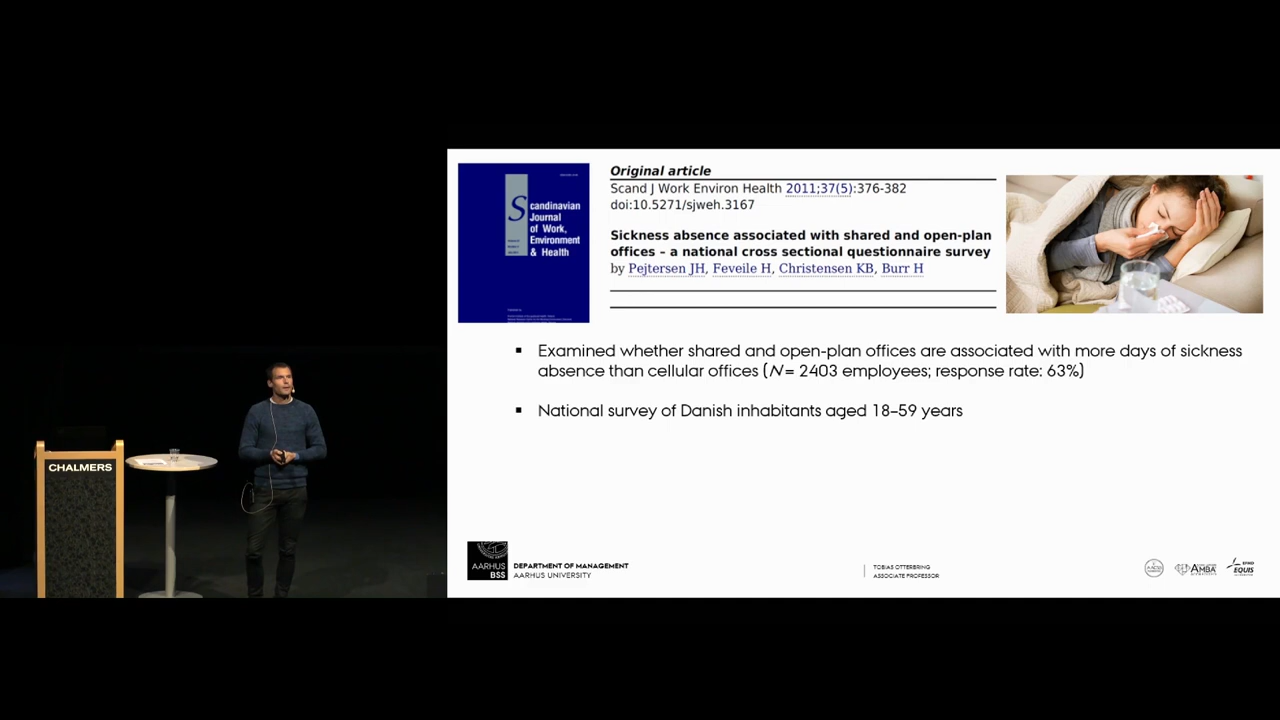 CHALMERS
Scandinavian
Journal
of Work,
Environment
& Health
Original article
Scand J Work Environ Health 2011;37(5):376-382
doi:10.5271/sjweh.3167
Sickness absence associated with shared and open-plan
offices – a national cross sectional questionnaire survey
by Pejtersen JH, Feveile H, Christensen KB, Burr H
▪ Examined whether shared and open-plan offices are associated with more days of sickness
absence than cellular offices (N = 2403 employees; response rate: 63%)
▪ National survey of Danish inhabitants aged 18–59 years
AARHUS
BSS
DEPARTMENT OF MANAGEMENT
AARHUS UNIVERSITY
TOBIAS OTTERBRING
ASSOCIATE PROFESSOR
AMBA
EQUIS